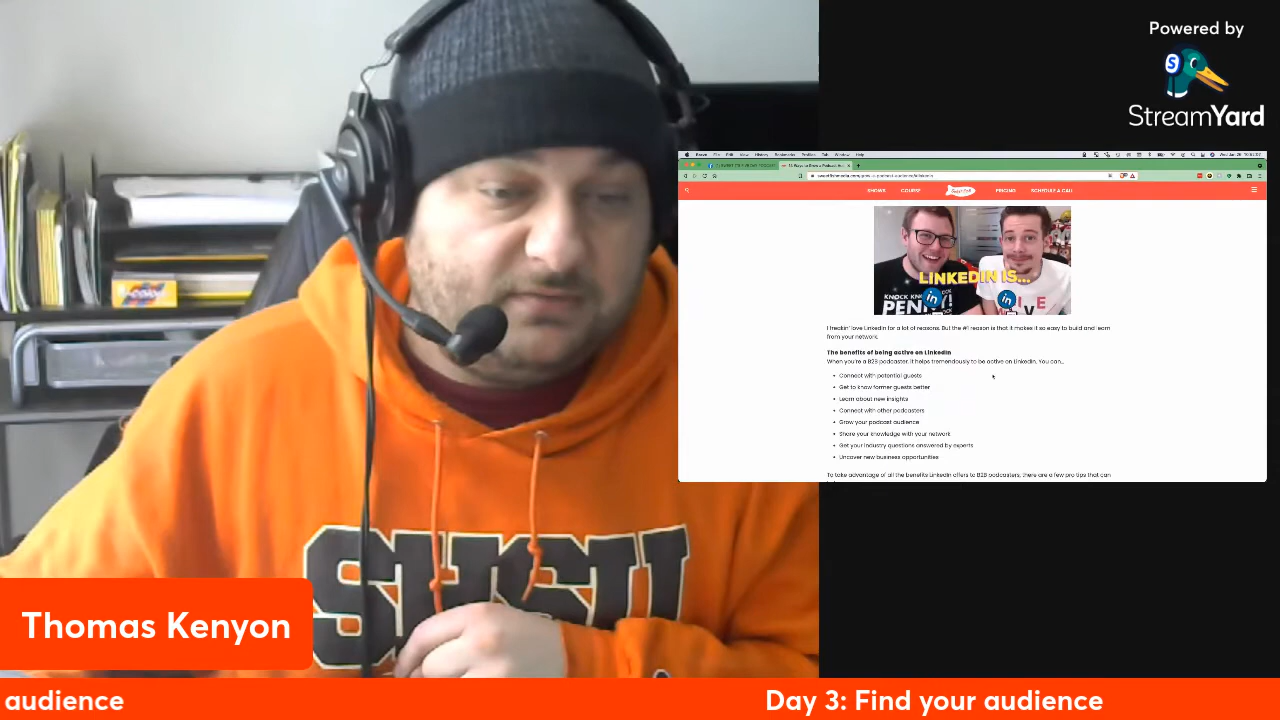 Powered by
StreamYard
SHSU
Thomas Kenyon
audience
Day 3: Find your audience
SHOWS
COURSE
PRICING
SCHEDULE A CALL
LINKEDIN IS...
I freakin' love LinkedIn for a lot of reasons. But the #1 reason is that it makes it so easy to build and learn
from your network.
The benefits of being active on LinkedIn
When you're a B2B podcaster, it helps tremendously to be active on LinkedIn. You can...
Connect with potential guests
Get to know former guests better
Learn about new insights
Connect with other podcasters
Grow your podcast audience
Share your knowledge with your network
Get your industry questions answered by experts
Uncover new business opportunities
To take advantage of all the benefits LinkedIn offers to B2B podcasters, there are a few pro tips that can